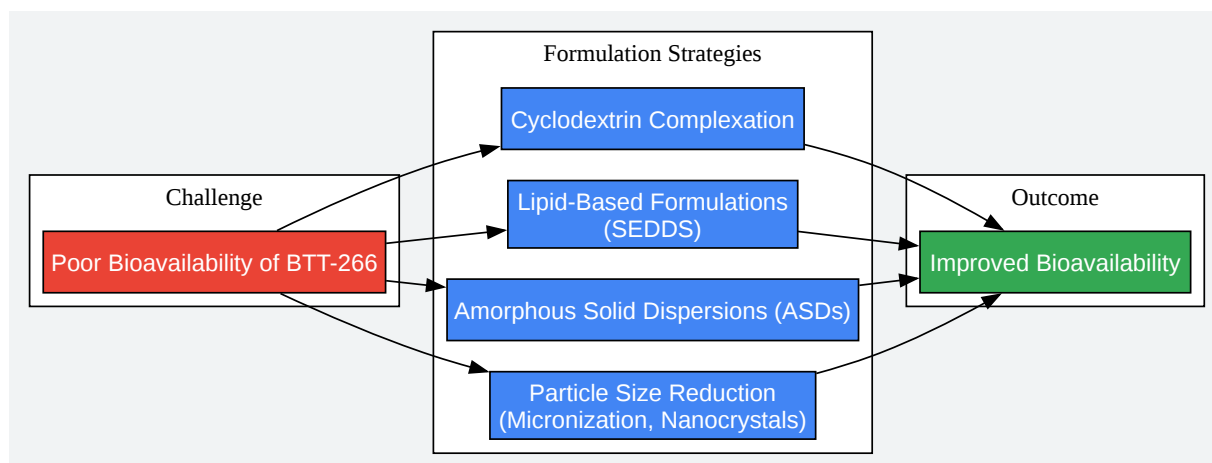 Formulation Strategies
Cyclodextrin Complexation
Challenge
Lipid-Based Formulations
(SEDDS)
Outcome
Poor Bioavailability of BTT-266
Improved Bioavailability
Amorphous Solid Dispersions (ASDs)
Particle Size Reduction
(Micronization, Nanocrystals)